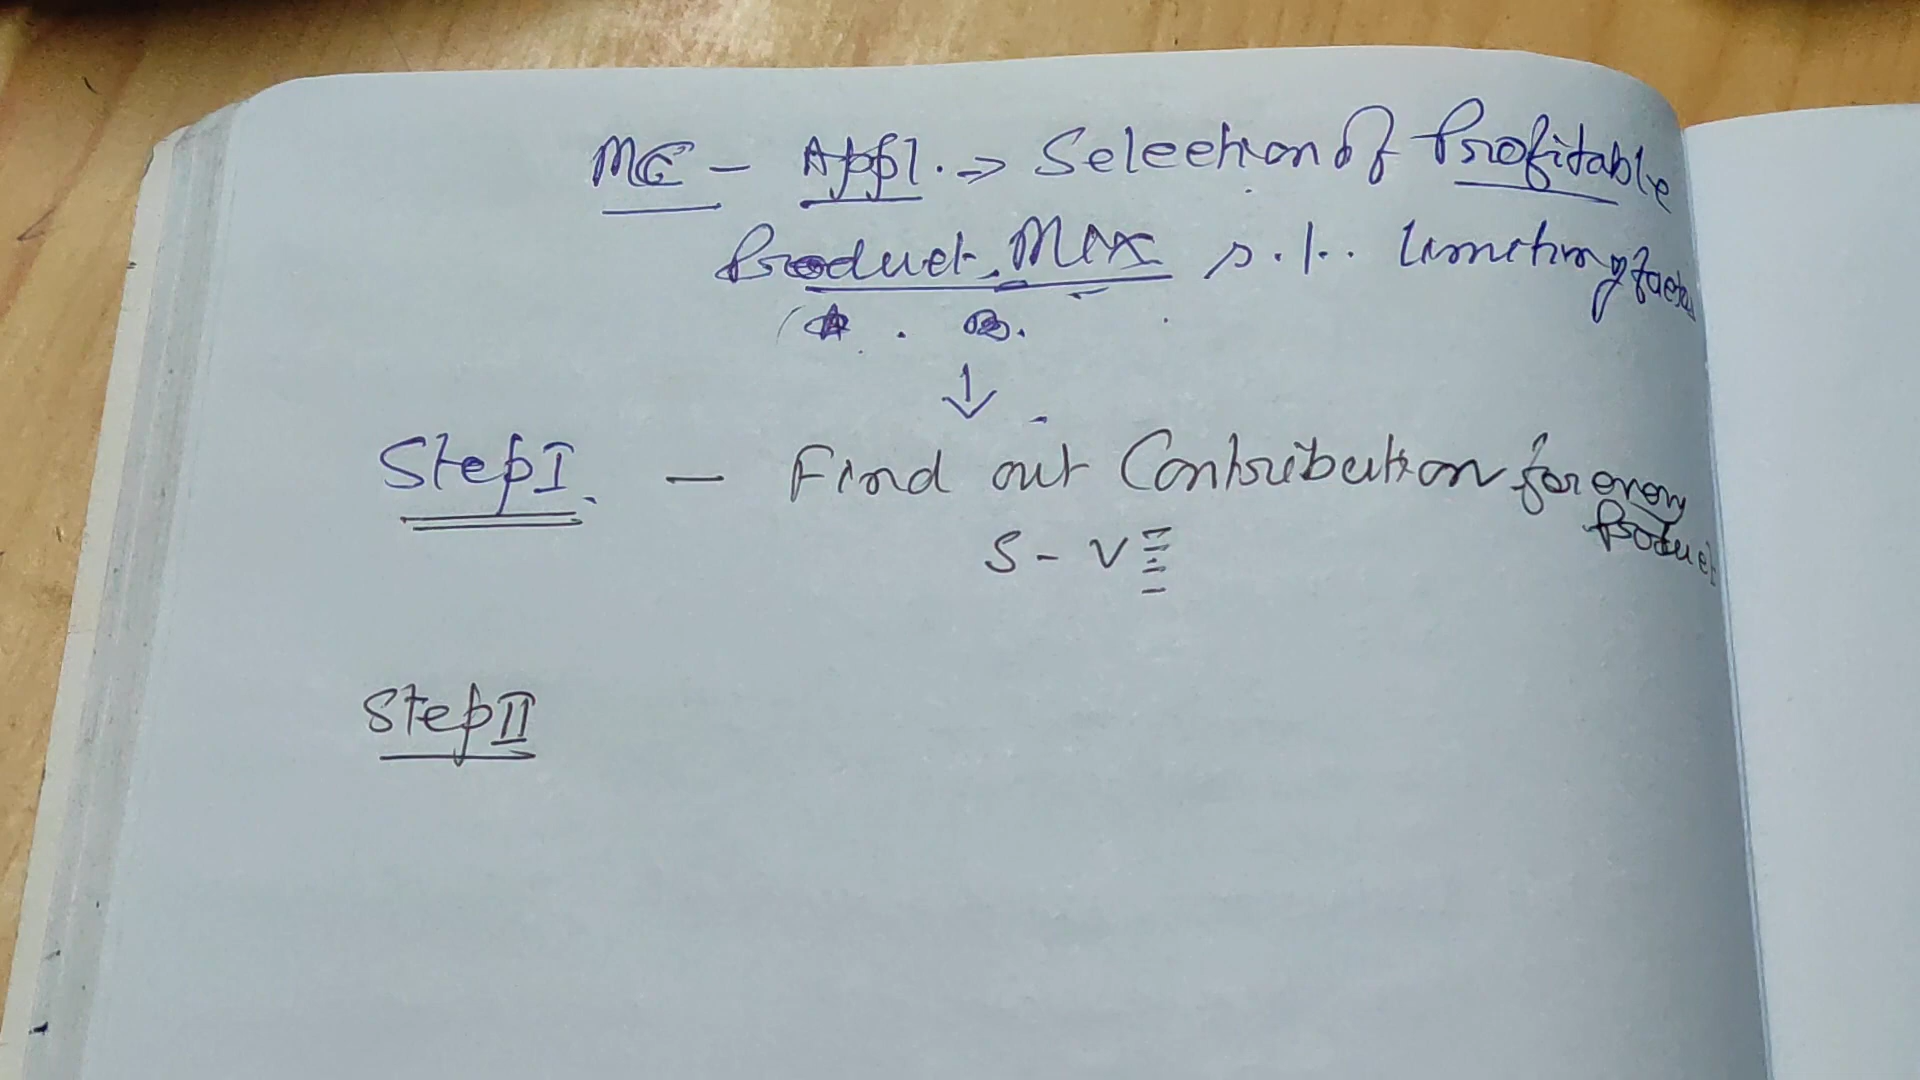 MC - Appl. → Selection of Profitable
Product Mix s.t. limiting factor
A . B.
↓
Step I. - Find out Contribution for every
Product
S - V
Step II